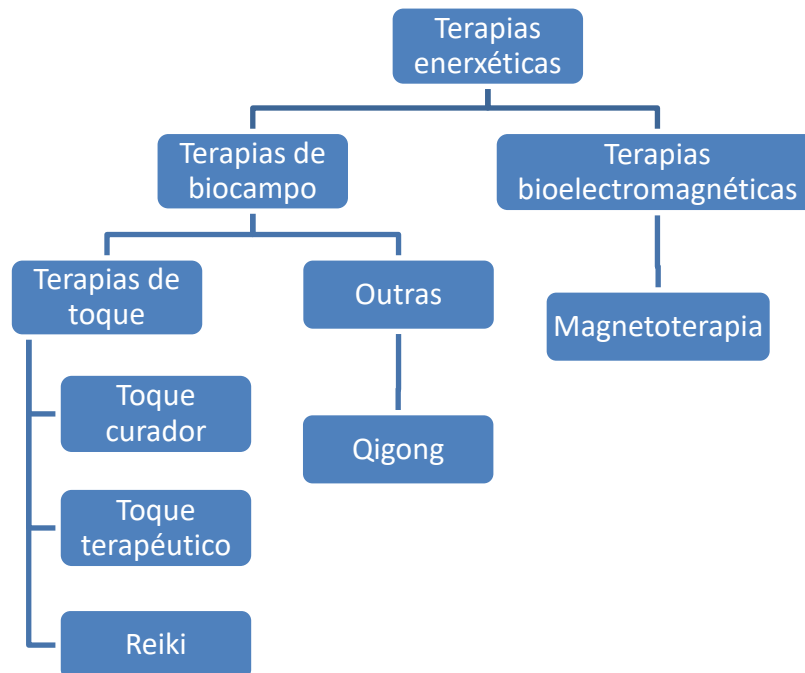 Terapias
enerxéticas
Terapias de
biocampo
Terapias
bioelectromagnéticas
Terapias de
toque
Outras
Magnetoterapia
Toque
curador
Qigong
Toque
terapéutico
Reiki